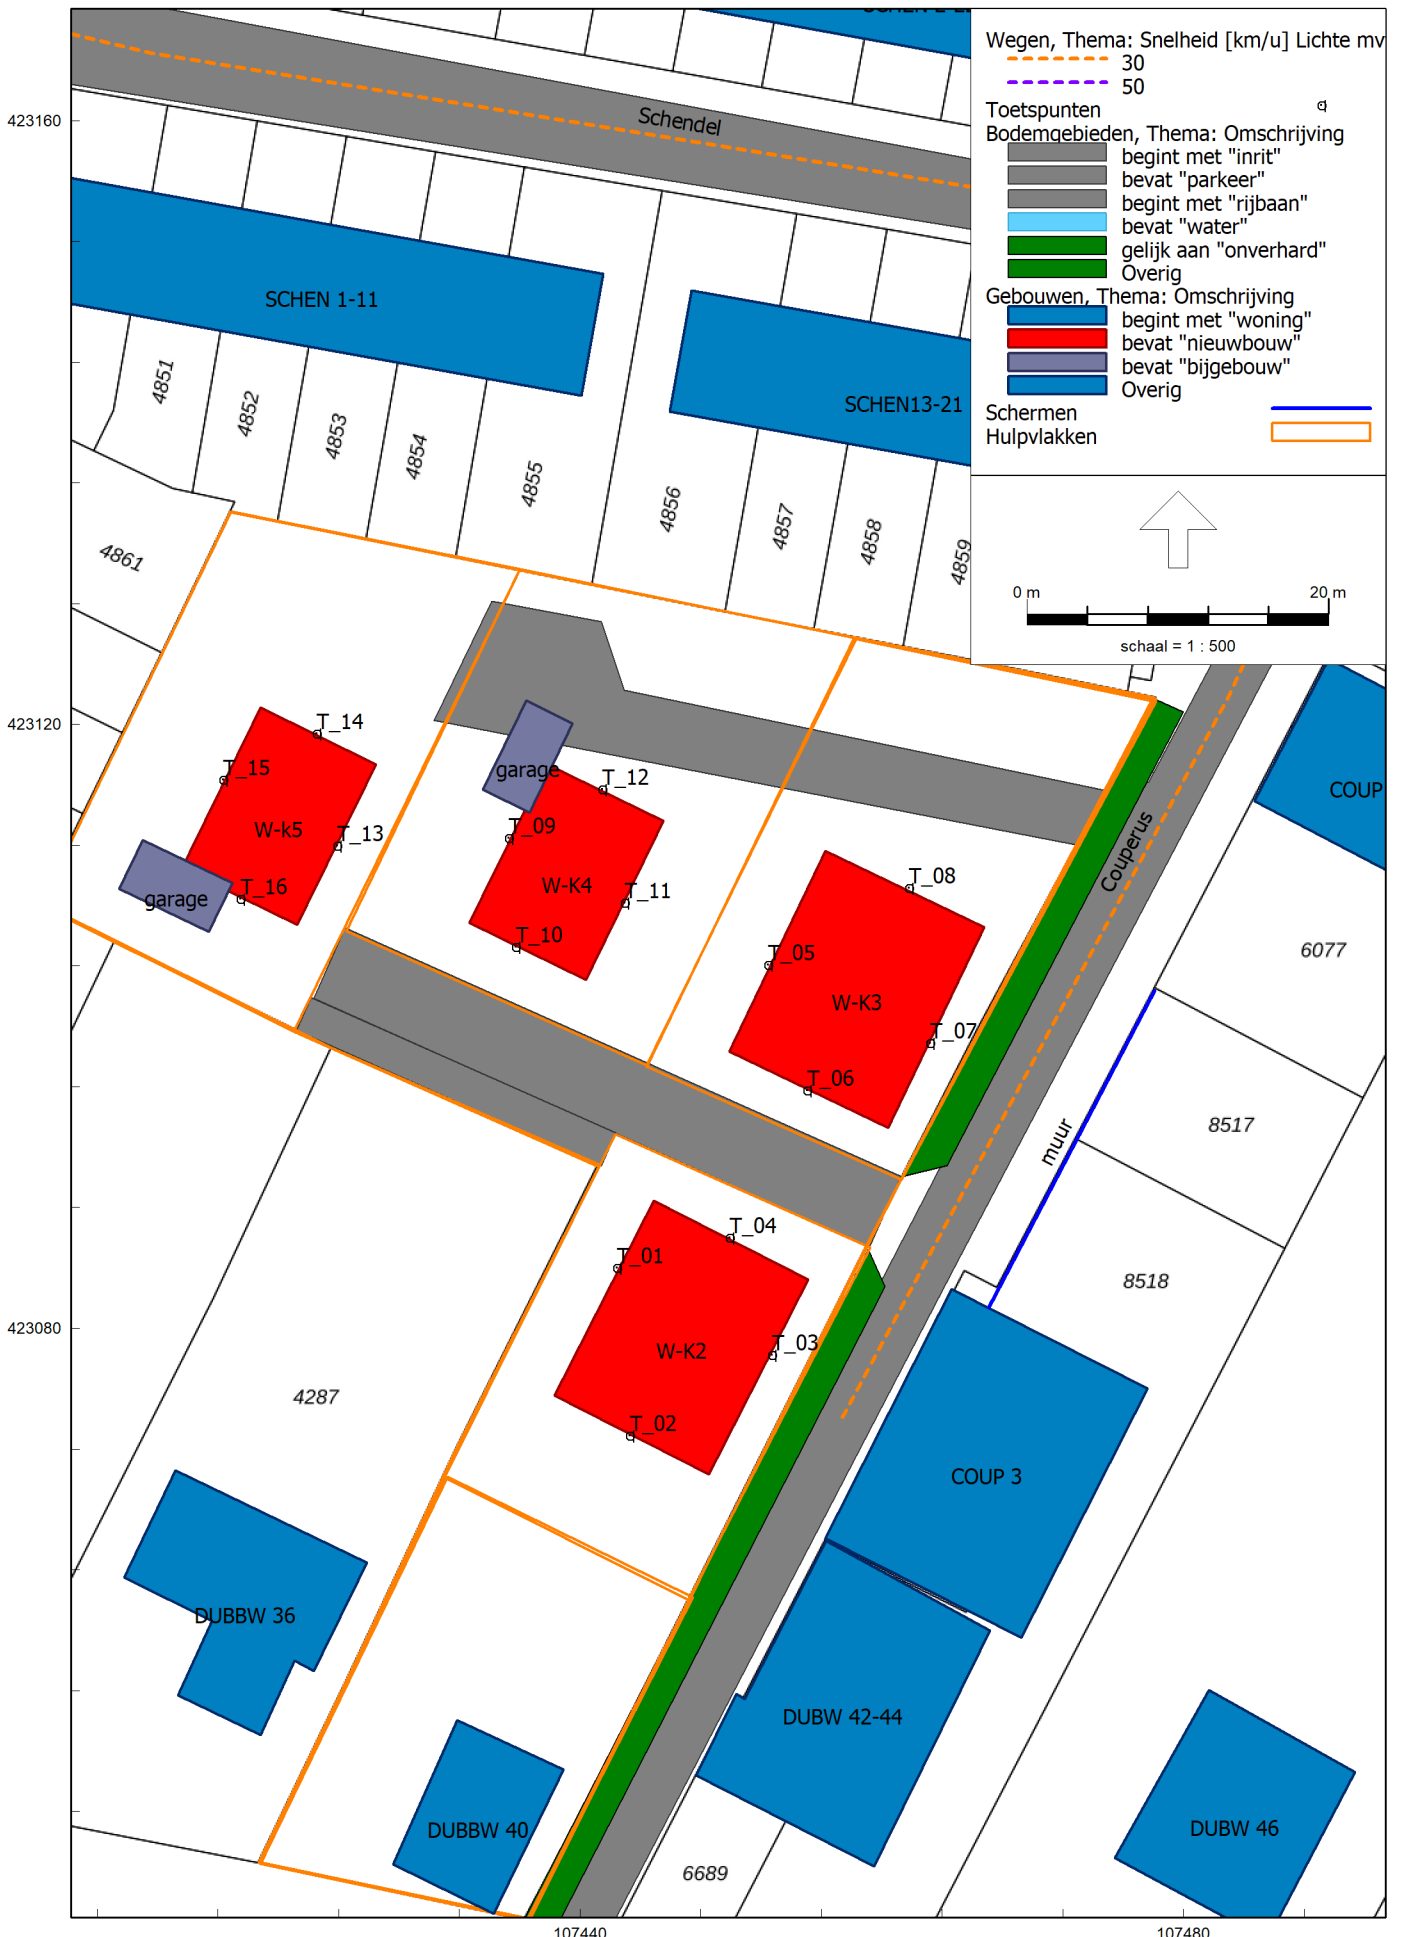 Wegen, Thema: Snelheid [km/u] Lichte mv
30
50
Toetspunten
Bodemgebieden, Thema: Omschrijving
begint met "inrit"
bevat "parkeer"
begint met "rijbaan"
bevat "water"
gelijk aan "onverhard"
Overig
Gebouwen, Thema: Omschrijving
begint met "woning"
bevat "nieuwbouw"
bevat "bijgebouw"
Overig
Schermen
Hulpvlakken
0 m
20 m
schaal = 1 : 500
423160
423120
423080
107440
107480
Schendel
SCHEN 1-11
SCHEN13-21
4851
4852
4853
4854
4855
4856
4857
4858
4859
4861
T_14
T_15
W-k5
T_13
T_16
garage
garage
T_12
T_09
W-K4
T_11
T_10
T_08
T_05
W-K3
T_07
T_06
Couperus
COUP
6077
8517
muur
8518
T_04
T_01
W-K2
T_03
T_02
4287
COUP 3
DUBBW 36
DUBW 42-44
DUBBW 40
DUBW 46
6689